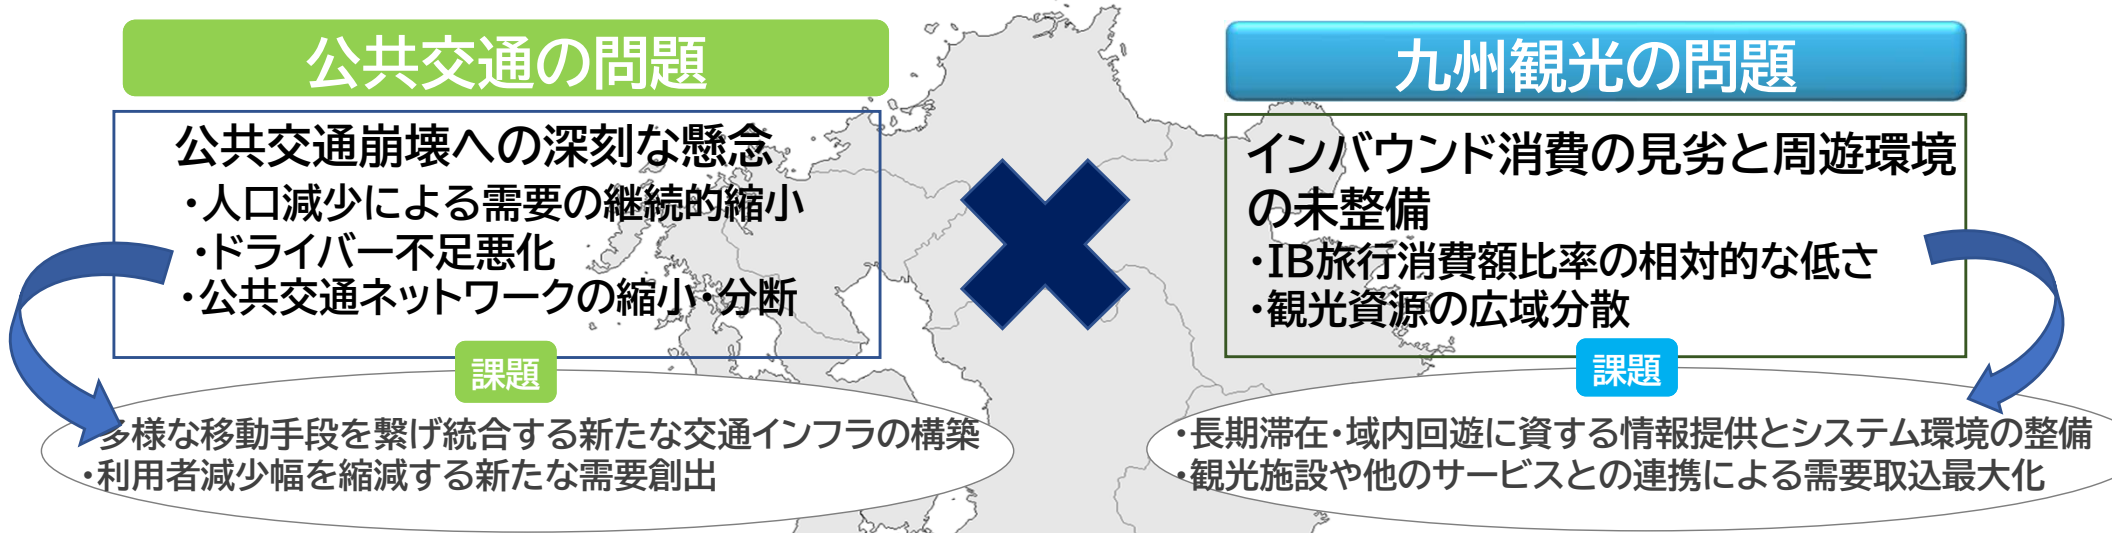 公共交通の問題
公共交通崩壊への深刻な懸念
・人口減少による需要の継続的縮小
・ドライバー不足悪化
・公共交通ネットワークの縮小・分断
課題
多様な移動手段を繋げ統合する新たな交通インフラの構築
・利用者減少幅を縮減する新たな需要創出
九州観光の問題
インバウンド消費の見劣と周遊環境
の未整備
・IB旅行消費額比率の相対的な低さ
・観光資源の広域分散
課題
・長期滞在・域内回遊に資する情報提供とシステム環境の整備
・観光施設や他のサービスとの連携による需要取込最大化